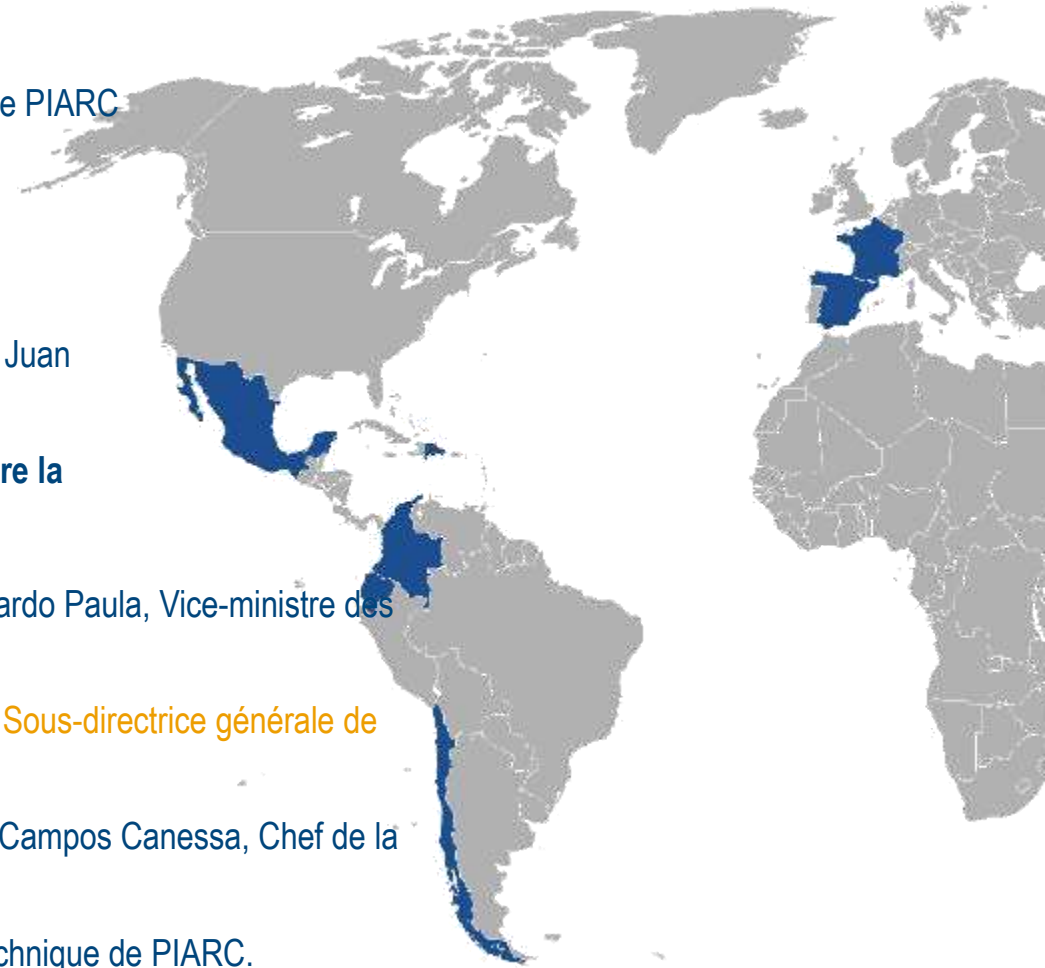 e PIARC
Juan
re la
ardo Paula, Vice-ministre des
Sous-directrice générale de
Campos Canessa, Chef de la
chnique de PIARC.